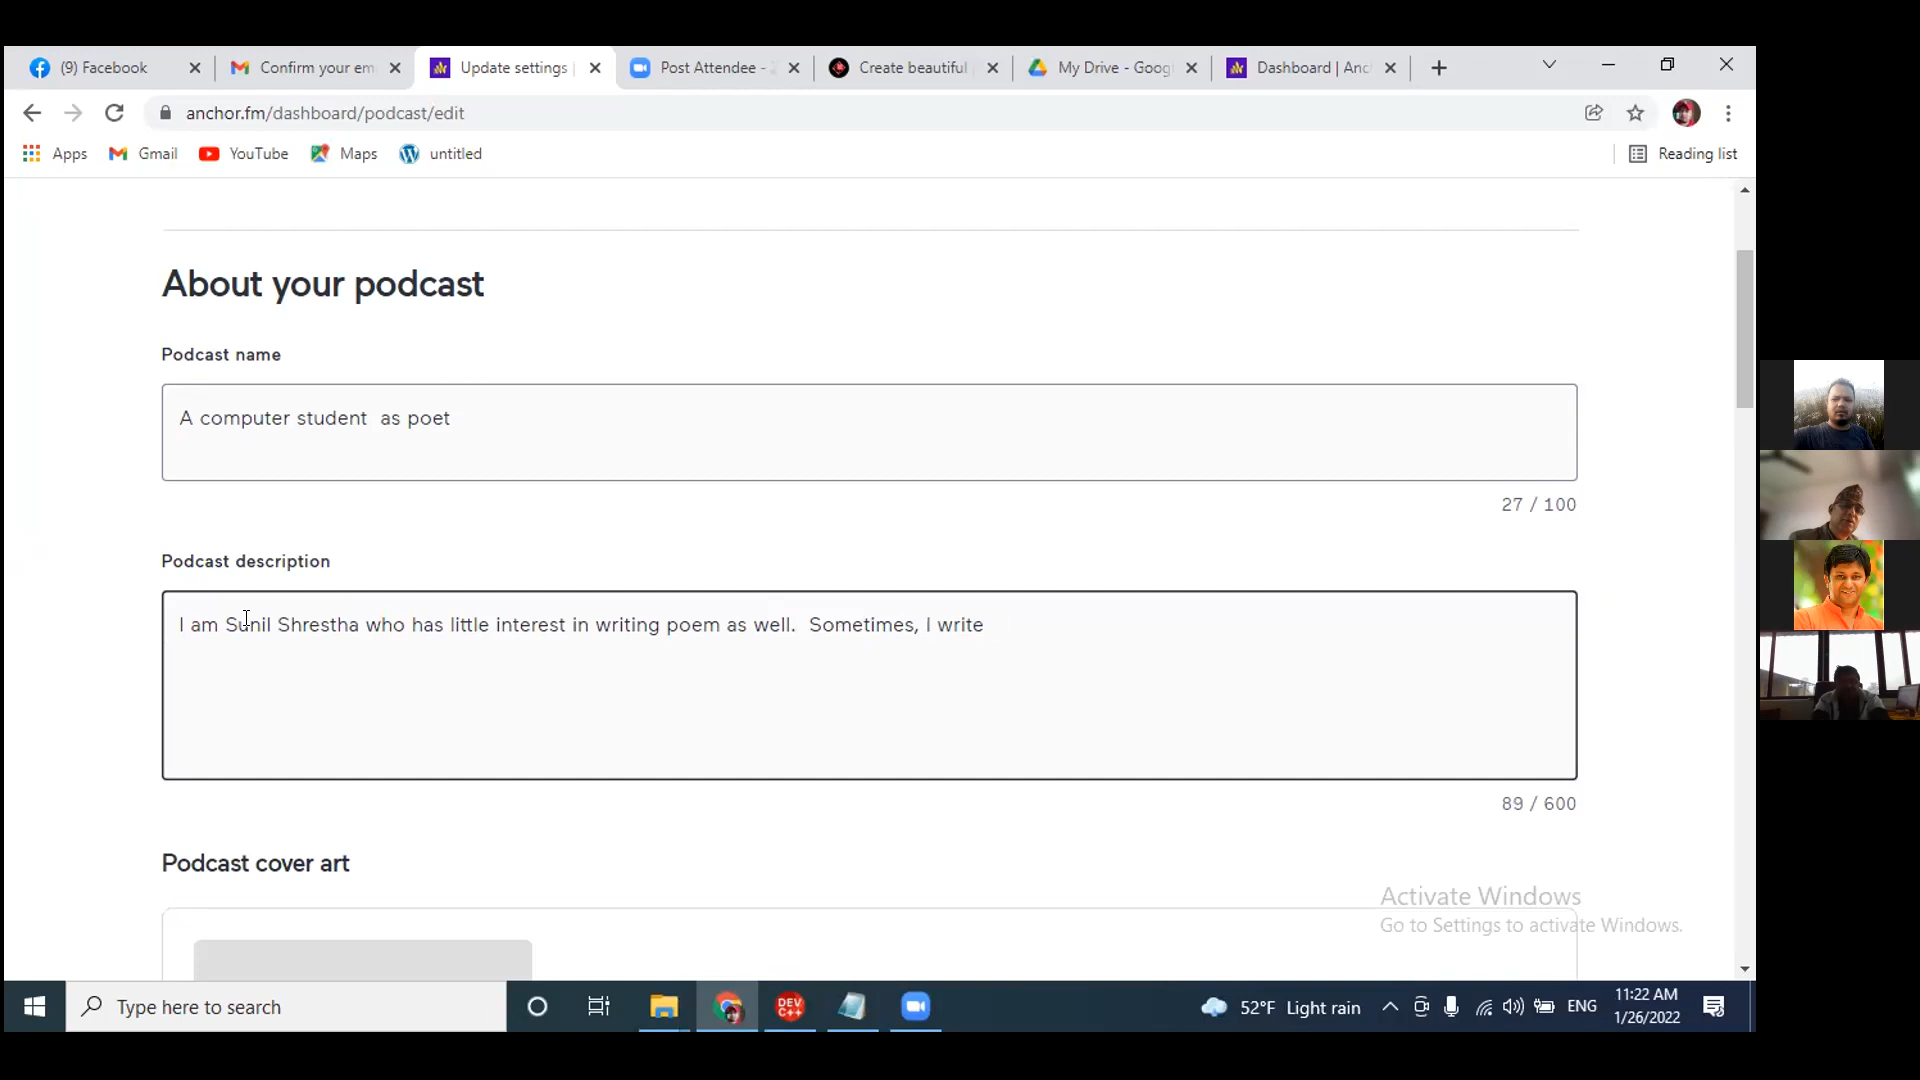 (9) Facebook
Confirm your em
Update settings
Post Attendee -
Create beautiful
My Drive - Goog
Dashboard | Anc
anchor.fm/dashboard/podcast/edit
Apps
Gmail
YouTube
Maps
untitled
Reading list
About your podcast
Podcast name
A computer student  as poet
27 / 100
Podcast description
I am Sunil Shrestha who has little interest in writing poem as well.  Sometimes, I write
89 / 600
Podcast cover art
Activate Windows
Go to Settings to activate Windows.
Type here to search
DEV
C++
52°F Light rain
ENG
11:22 AM
1/26/2022